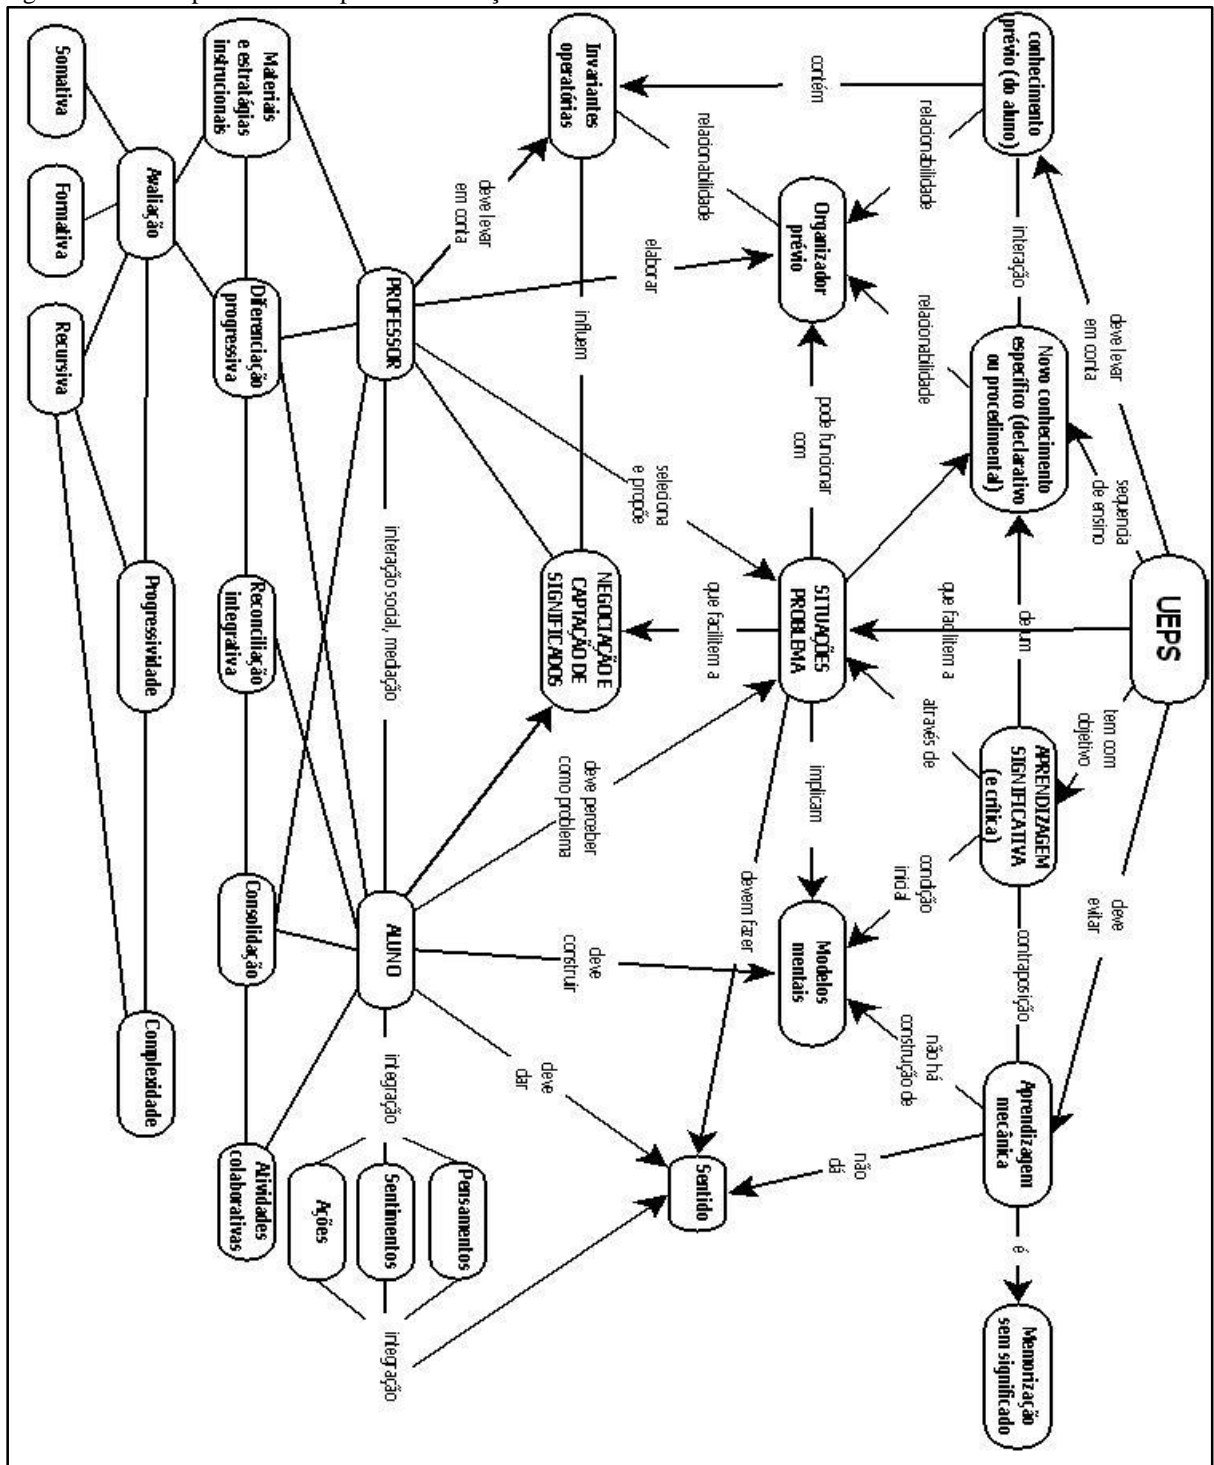 UEPS
deve levar
em conta
sequencia
de ensino
que facilitem a
tem com
objetivo
deve
evitar
conhecimento
prévio (do aluno)
interação
Novo conhecimento
específico (declarativo
ou procedimental)
de um
APRENDIZAGEM
SIGNIFICATIVA
(e crítica)
contraposição
Aprendizagem
mecânica
é
Memorização
sem significado
relacionabilidade
relacionabilidade
através de
condição
inicial
não há
construção de
não
dá
contém
Organizador
prévio
pode funcionar
com
SITUAÇÕES
PROBLEMA
implicam
Modelos
mentais
devem fazer
Sentido
relacionabilidade
elaborar
seleciona
e propõe
que facilitem a
deve perceber
como problema
deve
construir
deve
dar
Invariantes
operatórias
influem
NEGOCIAÇÃO E
CAPTAÇÃO DE
SIGNIFICADOS
deve levar
em conta
PROFESSOR
interação social, mediação
ALUNO
integração
Pensamentos
Sentimentos
Ações
integração
Materiais
e estratágias
instrucionais
Diferenciação
progressiva
Reconciliação
integrativa
Consolidação
Atividades
colaborativas
Avaliação
Progressividade
Complexidade
Somativa
Formativa
Recursiva